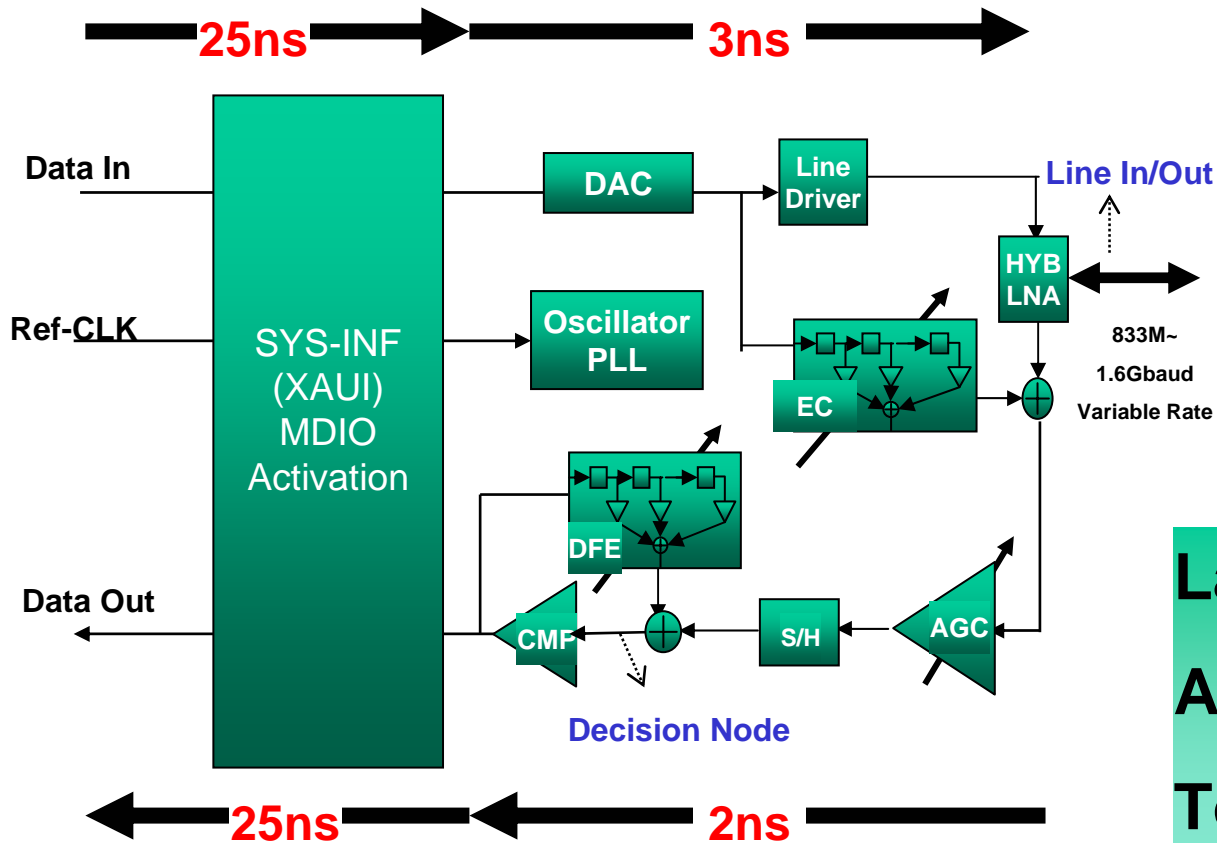 25ns
3ns
Data In
DAC
Line
Driver
Line In/Out
HYB
LNA
Ref-CLK
SYS-INF
(XAUI)
MDIO
Activation
Oscillator
PLL
EC
833M~
1.6Gbaud
Variable Rate
DFE
Data Out
CMP
S/H
AGC
Decision Node
25ns
2ns